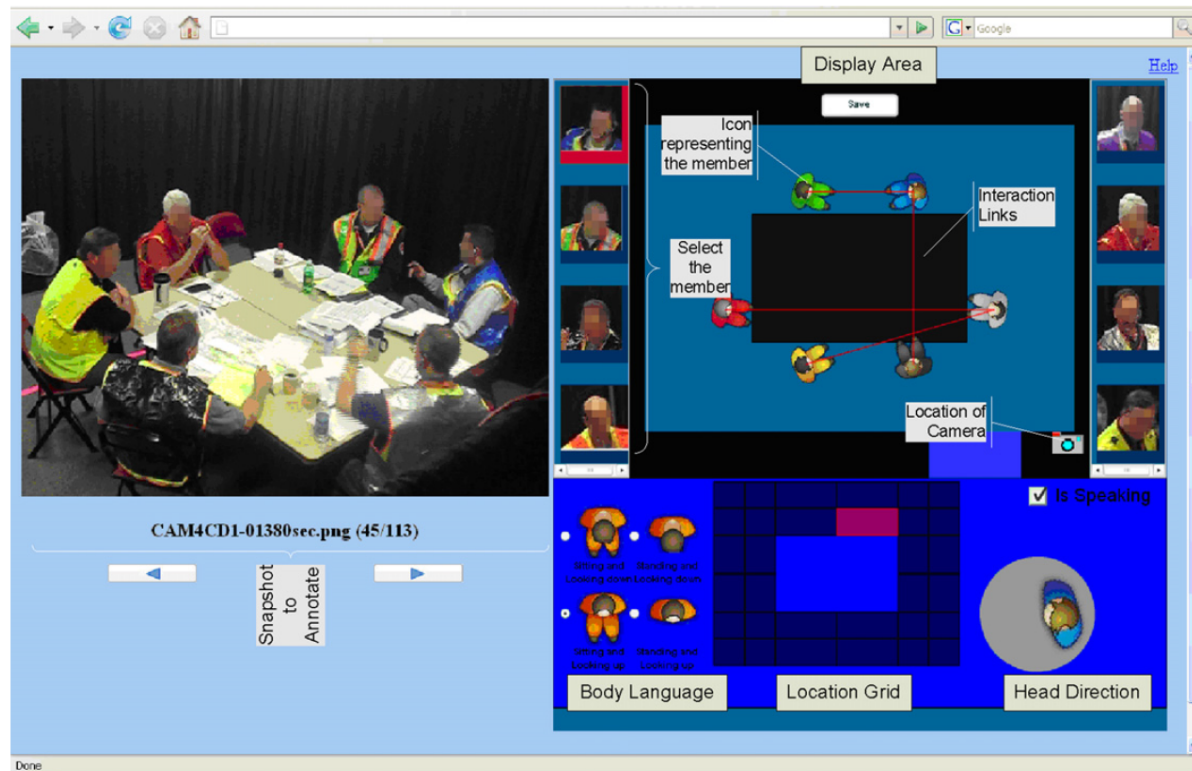 Google
Help
Display Area
Save
Icon
representing
the member
Interaction
Links
Select
the
member
Location of
Camera
CAM4CD1-01380sec.png (45/113)
Snapshot
to
Annotate
Is Speaking
Sitting and
Looking down
Standing and
Looking down
Sitting and
Looking up
Standing and
Looking up
Body Language
Location Grid
Head Direction
Done